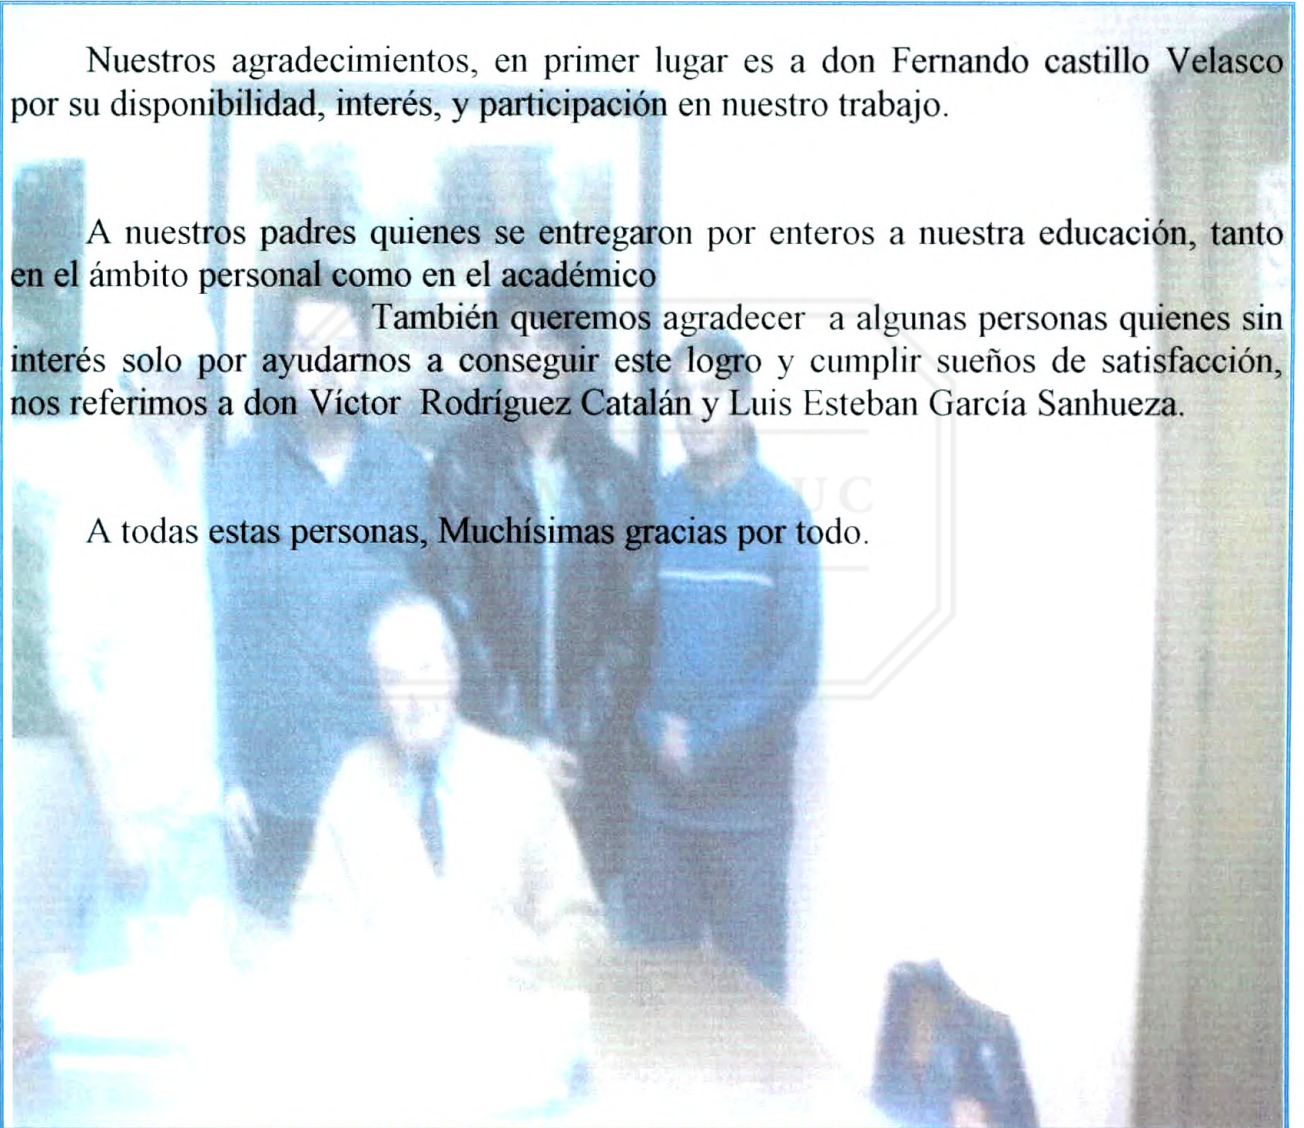 Nuestros agradecimientos, en primer lugar es a don Fernando castillo Velasco
por su disponibilidad, interés, y participación en nuestro trabajo.
A nuestros padres quienes se entregaron por enteros a nuestra educación, tanto
en el ámbito personal como en el académico
También queremos agradecer a algunas personas quienes sin
interés solo por ayudarnos a conseguir este logro y cumplir sueños de satisfacción,
nos referimos a don Víctor Rodríguez Catalán y Luis Esteban García Sanhueza.
A todas estas personas, Muchísimas gracias por todo.